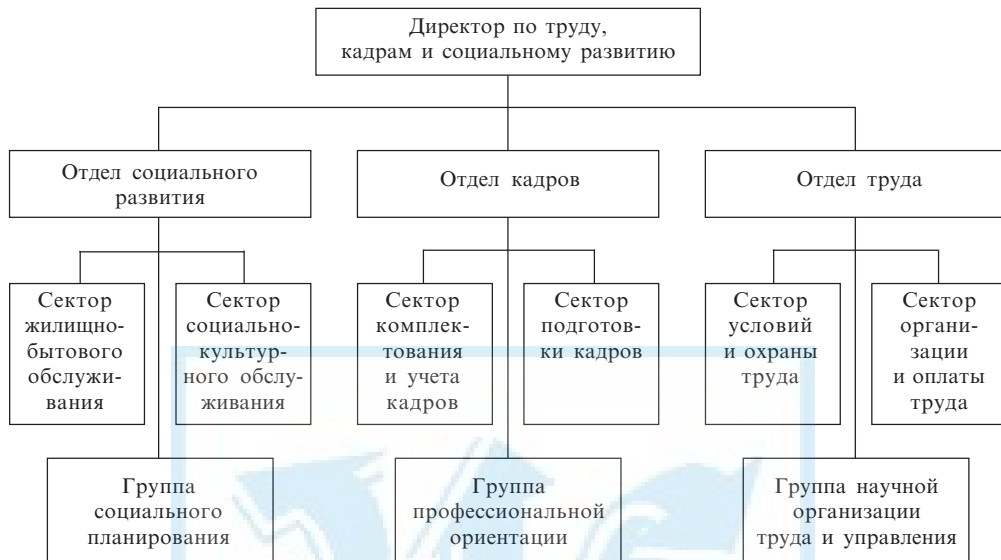 Директор по труду,
кадрам и социальному развитию
Отдел социального
развития
Отдел кадров
Отдел труда
Сектор
жилищно-
бытового
обслужи-
вания
Сектор
социально-
культур-
ного обслу-
живания
Сектор
комплек-
тования
и учета
кадров
Сектор
подготов-
ки кадров
Сектор
условий
и охраны
труда
Сектор
органи-
зации
и оплаты
труда
Группа
социального
планирования
Группа
профессиональной
ориентации
Группа научной
организации
труда и управления